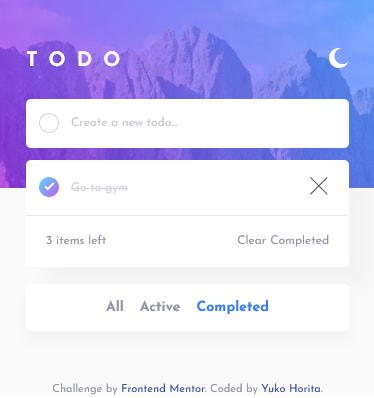 TODO
Create a new todo...
Go to gym
3 items left
Clear Completed
All Active Completed
Challenge by Frontend Mentor. Coded by Yuko Horita.